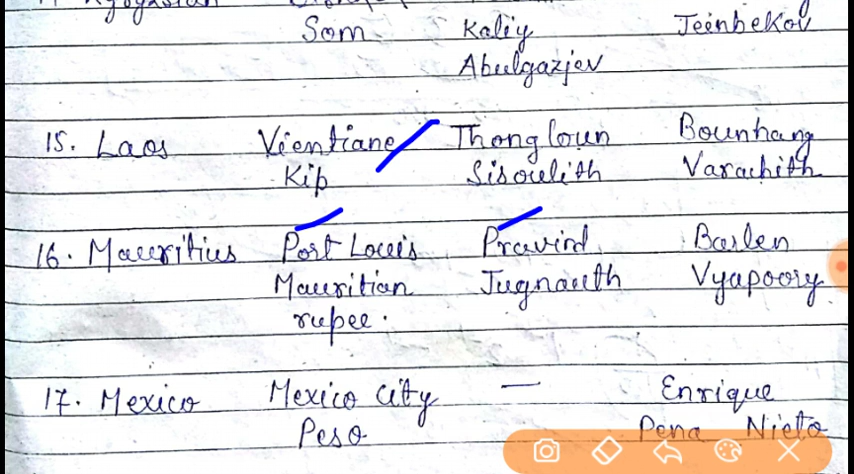 Som Kaliy Jeenbekov
Abulgazjev
15. Laos Vientiane Thongloun Bounhang
Kip Sisoulith Varachith
16. Mauritius Port Louis Pravind Barlen
Mauritian Jugnauth Vyapoory
rupee.
17. Mexico Mexico City — Enrique
Peso Pena Nieto